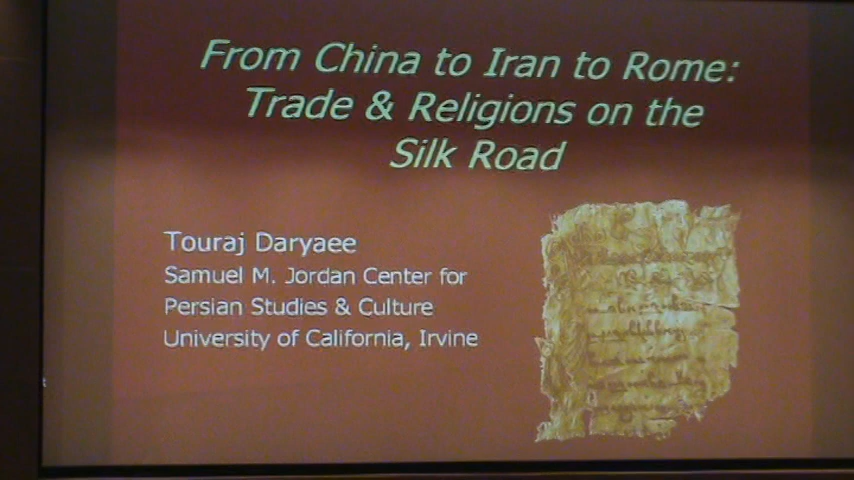 From China to Iran to Rome:
Trade & Religions on the
Silk Road
Touraj Daryaee
Samuel M. Jordan Center for
Persian Studies & Culture
University of California, Irvine